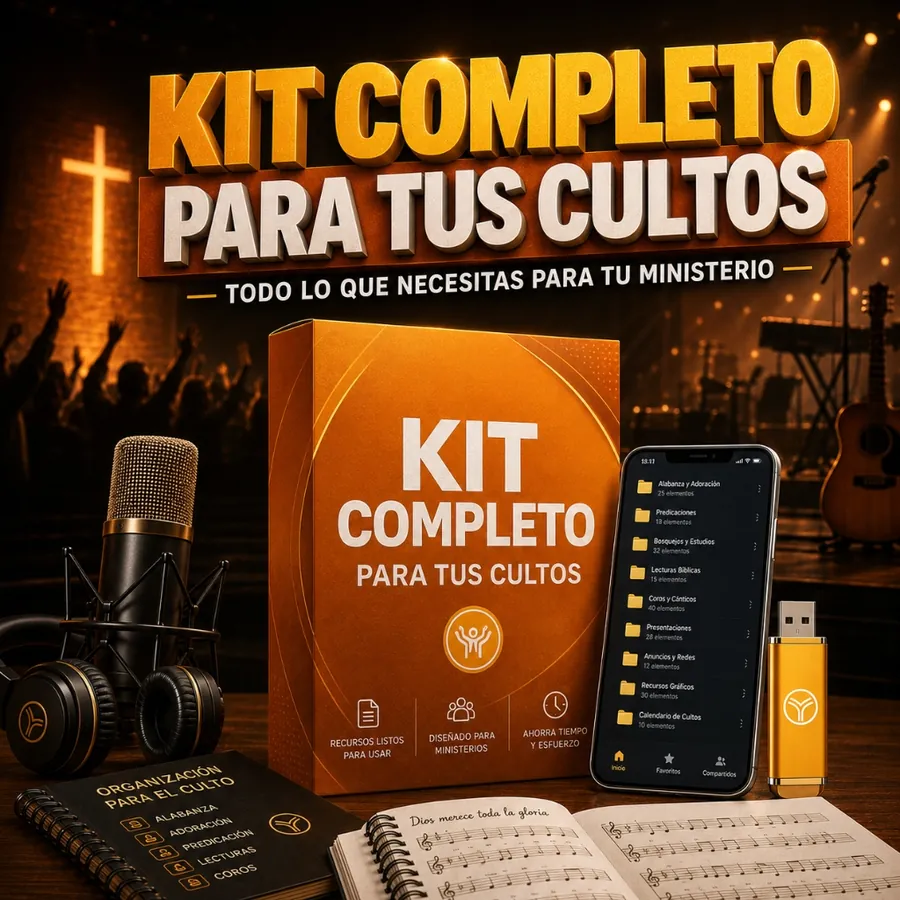 KIT COMPLETO
PARA TUS CULTOS
TODO LO QUE NECESITAS PARA TU MINISTERIO
KIT
COMPLETO
PARA TUS CULTOS
RECURSOS LISTOS
PARA USAR
DISEÑADO PARA
MINISTERIOS
AHORRA TIEMPO
Y ESFUERZO
Alabanza y Adoración
25 elementos
Predicaciones
Bosquejos y Estudios
32 elementos
Lecturas Bíblicas
15 elementos
Coros y Cánticos
40 elementos
Presentaciones
28 elementos
Anuncios y Redes
12 elementos
Recursos Gráficos
30 elementos
Calendario de Cultos
10 elementos
Inicio
Favoritos
Compartidos
ORGANIZACIÓN
PARA EL CULTO
ALABANZA
ADORACIÓN
PREDICACIÓN
LECTURAS
COROS
Dios merece toda la gloria